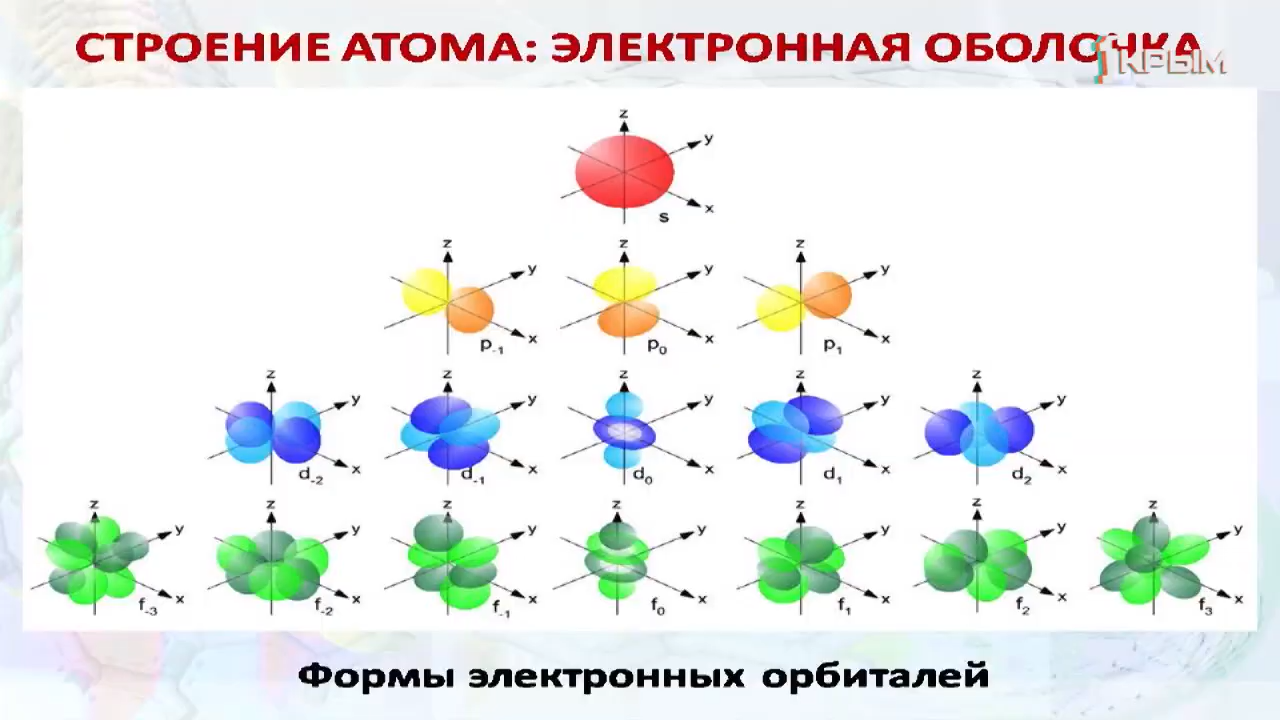 СТРОЕНИЕ АТОМА: ЭЛЕКТРОННАЯ ОБОЛОЧКА
1КРЫМ
z y x s
z y x p-1 z y x p0 z y x p1
z y x d-2 z y x d-1 z y x d0 z y x d1 z y x d2
z y x f-3 z y x f-2 z y x f-1 z y x f0 z y x f1 z y x f2 z y x f3
Формы электронных орбиталей